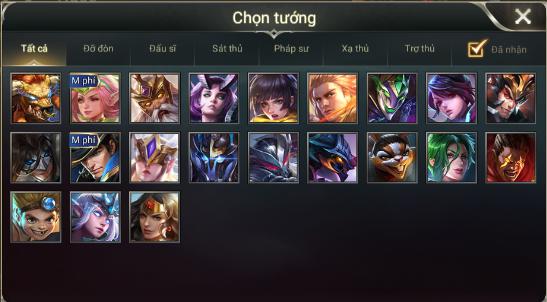 Chọn tướng
Tất cả Đỡ đòn Đấu sĩ Sát thủ Pháp sư Xạ thủ Trợ thủ Đã nhận
M phí
M phí